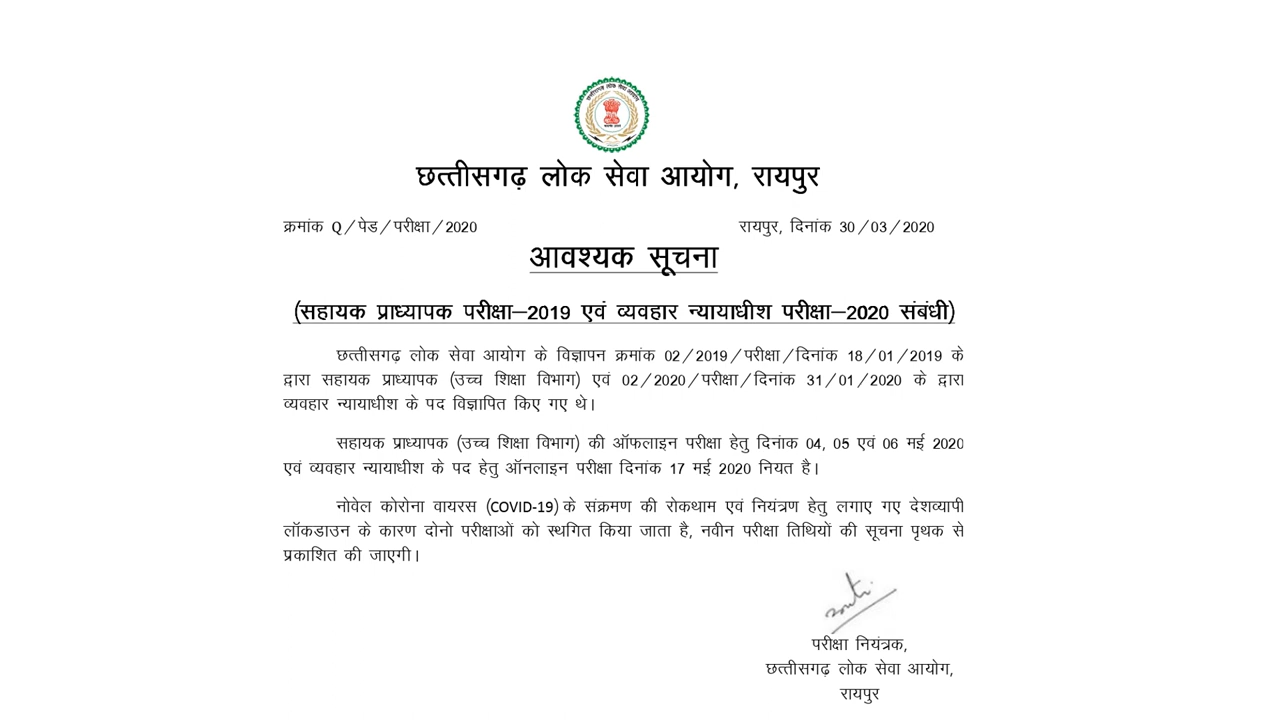 छत्तीसगढ़ लोक सेवा आयोग, रायपुर
क्रमांक Q/पेड/परीक्षा/2020 रायपुर, दिनांक 30/03/2020
आवश्यक सूचना
(सहायक प्राध्यापक परीक्षा–2019 एवं व्यवहार न्यायाधीश परीक्षा–2020 संबंधी)
छत्तीसगढ़ लोक सेवा आयोग के विज्ञापन क्रमांक 02/2019/परीक्षा/दिनांक 18/01/2019 के
द्वारा सहायक प्राध्यापक (उच्च शिक्षा विभाग) एवं 02/2020/परीक्षा/दिनांक 31/01/2020 के द्वारा
व्यवहार न्यायाधीश के पद विज्ञापित किए गए थे।
सहायक प्राध्यापक (उच्च शिक्षा विभाग) की ऑफलाइन परीक्षा हेतु दिनांक 04, 05 एवं 06 मई 2020
एवं व्यवहार न्यायाधीश के पद हेतु ऑनलाइन परीक्षा दिनांक 17 मई 2020 नियत है।
नोवेल कोरोना वायरस (COVID-19) के संक्रमण की रोकथाम एवं नियंत्रण हेतु लगाए गए देशव्यापी
लॉकडाउन के कारण दोनो परीक्षाओं को स्थगित किया जाता है, नवीन परीक्षा तिथियों की सूचना पृथक से
प्रकाशित की जाएगी।
परीक्षा नियंत्रक,
छत्तीसगढ़ लोक सेवा आयोग,
रायपुर